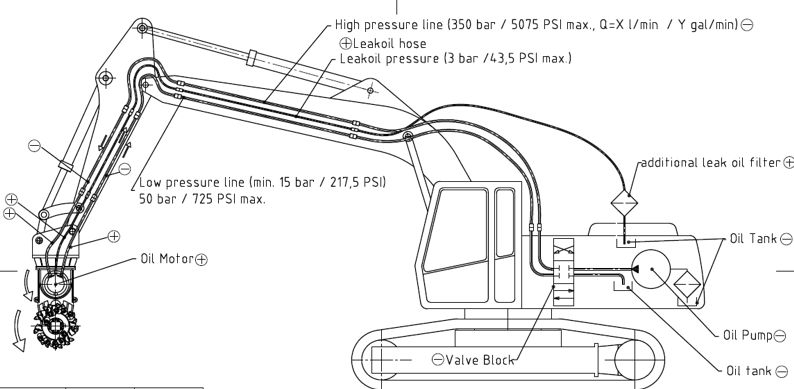 High pressure line (350 bar / 5075 PSI max., Q=X l/min / Y gal/min)⊖
⊕Leakoil hose
Leakoil pressure (3 bar /43,5 PSI max.)
additional leak oil filter⊕
Low pressure line (min. 15 bar / 217,5 PSI)
50 bar / 725 PSI max.
Oil Tank⊖
Oil Motor⊕
Oil Pump⊖
⊖Valve Block
Oil tank⊖